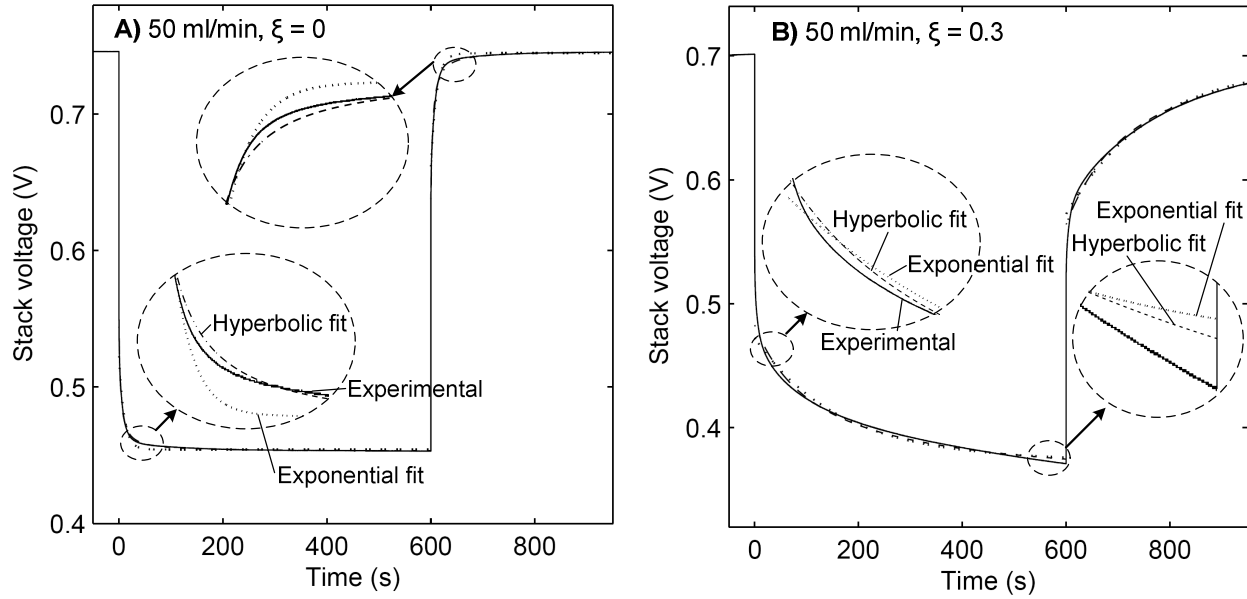 A) 50 ml/min, ξ = 0
Stack voltage (V)
0.7
0.6
0.5
0.4
Hyperbolic fit
Experimental
Exponential fit
0
200
400
600
800
Time (s)
B) 50 ml/min, ξ = 0.3
Stack voltage (V)
0.7
0.6
0.5
0.4
Hyperbolic fit
Exponential fit
Experimental
Exponential fit
Hyperbolic fit
0
200
400
600
800
Time (s)